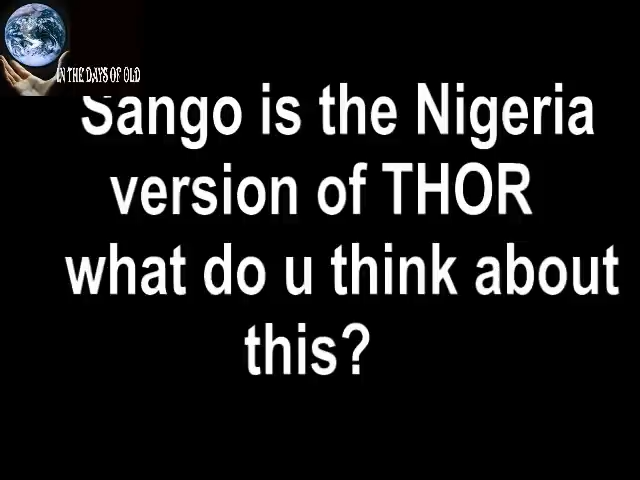 IN THE DAYS OF OLD
Sango is the Nigeria
version of THOR
what do u think about
this?